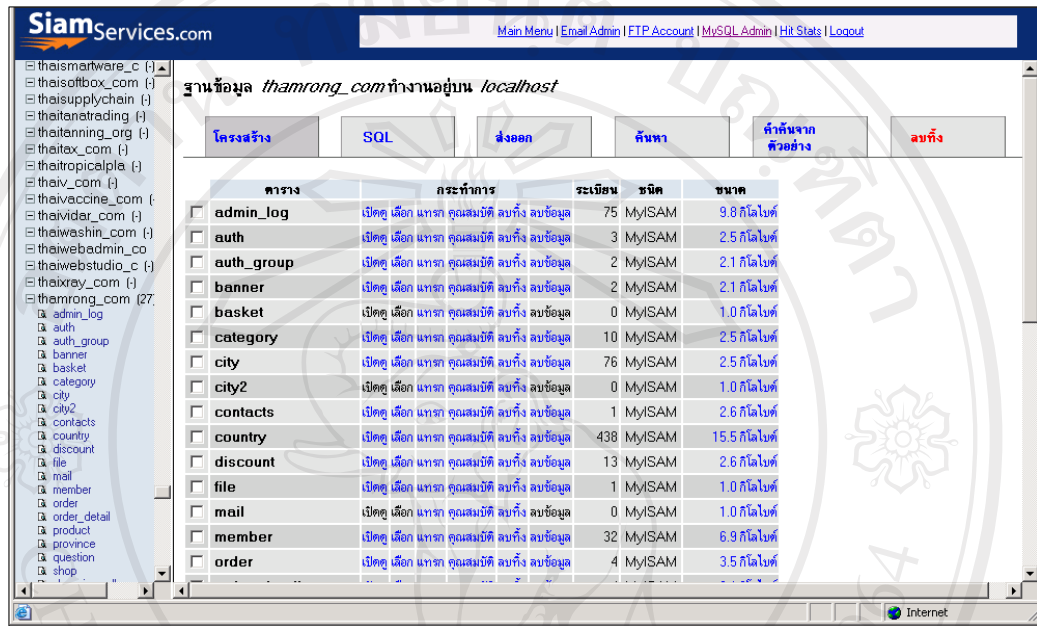 SiamServices.com
Main Menu | Email Admin | FTP Account | MySQL Admin | Hit Stats | Logout
thaismartware_c (-)
thaisoftbox_com (-)
thaisupplychain (-)
thaitanatrading (-)
thaitanning_org (-)
thaitax_com (-)
thaitropicalpla (-)
thaiv_com (-)
thaivaccine_com (-
thaividar_com (-)
thaiwashin_com (-)
thaiwebadmin_co
thaiwebstudio_c (-)
thaixray_com (-)
thamrong_com (27)
admin_log
auth
auth_group
banner
basket
category
city
city2
contacts
country
discount
file
mail
member
order
order_detail
product
province
question
shop
ฐานข้อมูล thamrong_com ทำงานอยู่บน localhost
โครงสร้าง SQL ส่งออก ค้นหา คำค้นจากตัวอย่าง ลบทิ้ง
ตาราง กระทำการ ระเบียน ชนิด ขนาด
admin_log เปิดดู เลือก แทรก คุณสมบัติ ลบทิ้ง ลบข้อมูล 75 MyISAM 9.8 กิโลไบต์
auth เปิดดู เลือก แทรก คุณสมบัติ ลบทิ้ง ลบข้อมูล 3 MyISAM 2.5 กิโลไบต์
auth_group เปิดดู เลือก แทรก คุณสมบัติ ลบทิ้ง ลบข้อมูล 2 MyISAM 2.1 กิโลไบต์
banner เปิดดู เลือก แทรก คุณสมบัติ ลบทิ้ง ลบข้อมูล 2 MyISAM 2.1 กิโลไบต์
basket เปิดดู เลือก แทรก คุณสมบัติ ลบทิ้ง ลบข้อมูล 0 MyISAM 1.0 กิโลไบต์
category เปิดดู เลือก แทรก คุณสมบัติ ลบทิ้ง ลบข้อมูล 10 MyISAM 2.5 กิโลไบต์
city เปิดดู เลือก แทรก คุณสมบัติ ลบทิ้ง ลบข้อมูล 76 MyISAM 2.5 กิโลไบต์
city2 เปิดดู เลือก แทรก คุณสมบัติ ลบทิ้ง ลบข้อมูล 0 MyISAM 1.0 กิโลไบต์
contacts เปิดดู เลือก แทรก คุณสมบัติ ลบทิ้ง ลบข้อมูล 1 MyISAM 2.6 กิโลไบต์
country เปิดดู เลือก แทรก คุณสมบัติ ลบทิ้ง ลบข้อมูล 438 MyISAM 15.5 กิโลไบต์
discount เปิดดู เลือก แทรก คุณสมบัติ ลบทิ้ง ลบข้อมูล 13 MyISAM 2.6 กิโลไบต์
file เปิดดู เลือก แทรก คุณสมบัติ ลบทิ้ง ลบข้อมูล 1 MyISAM 1.0 กิโลไบต์
mail เปิดดู เลือก แทรก คุณสมบัติ ลบทิ้ง ลบข้อมูล 0 MyISAM 1.0 กิโลไบต์
member เปิดดู เลือก แทรก คุณสมบัติ ลบทิ้ง ลบข้อมูล 32 MyISAM 6.9 กิโลไบต์
order เปิดดู เลือก แทรก คุณสมบัติ ลบทิ้ง ลบข้อมูล 4 MyISAM 3.5 กิโลไบต์
Internet